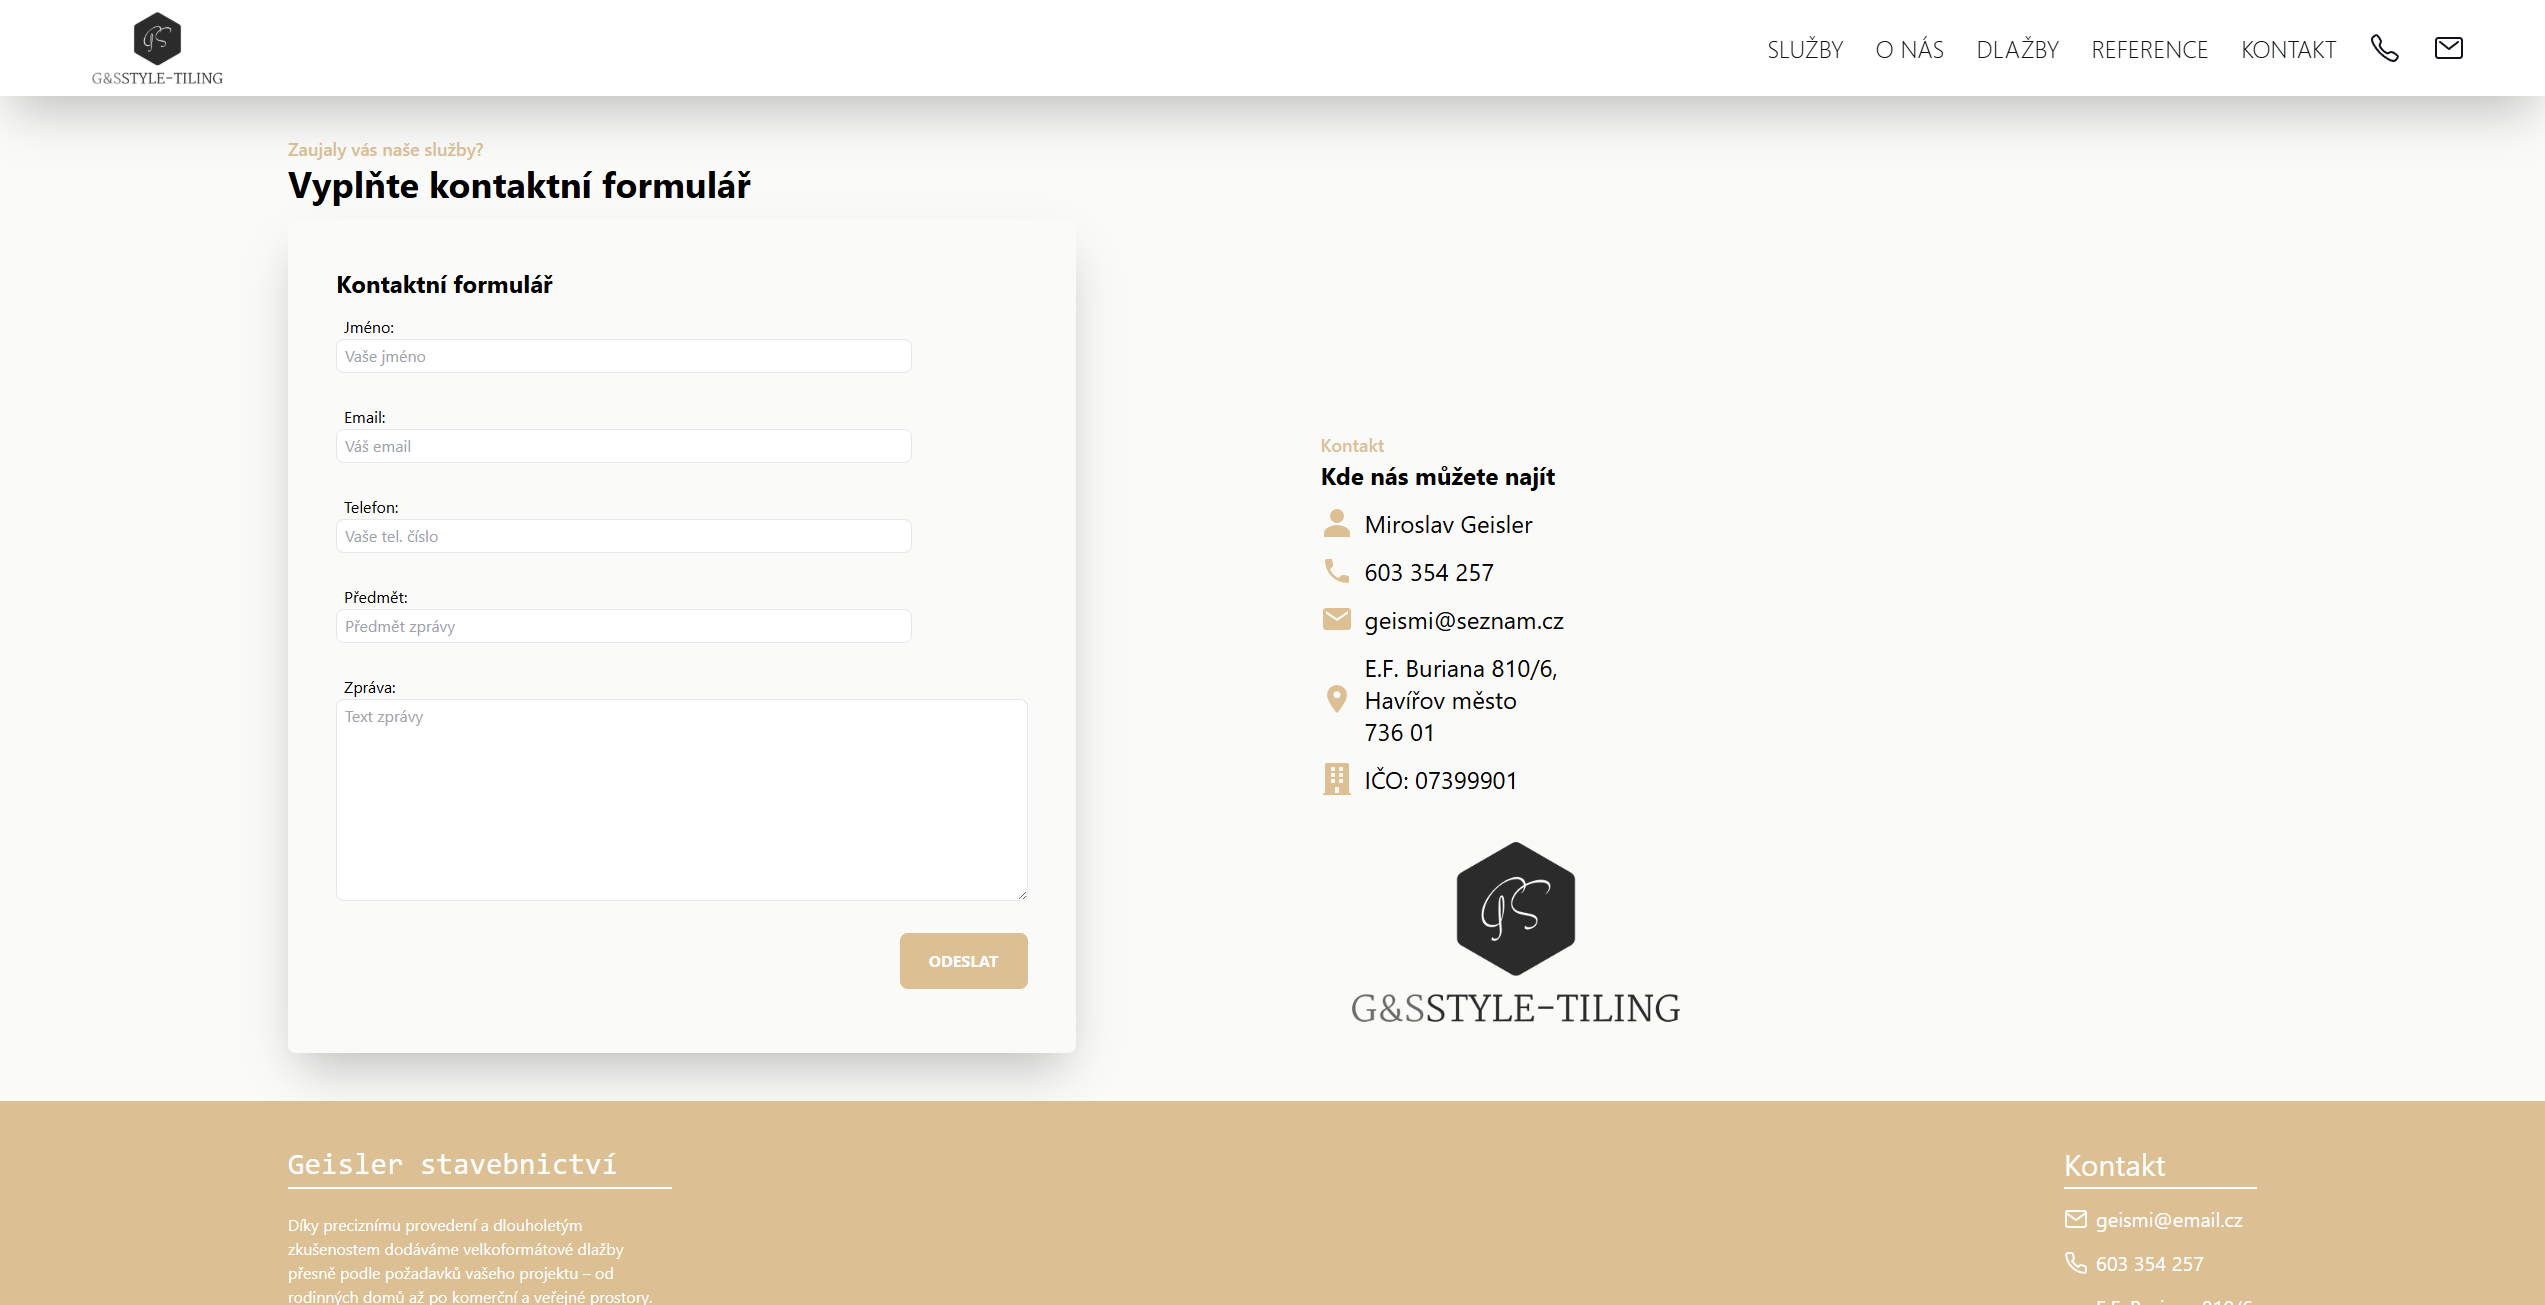 GS
G&SSTYLE-TILING
SLUŽBY
O NÁS
DLAŽBY
REFERENCE
KONTAKT
Zaujaly vás naše služby?
Vyplňte kontaktní formulář
Kontaktní formulář
Jméno:
Vaše jméno
Email:
Váš email
Telefon:
Vaše tel. číslo
Předmět:
Předmět zprávy
Zpráva:
Text zprávy
ODESLAT
Kontakt
Kde nás můžete najít
Miroslav Geisler
603 354 257
geismi@seznam.cz
E.F. Buriana 810/6,
Havířov město
736 01
IČO: 07399901
GS
G&SSTYLE-TILING
Geisler stavebnictví
Díky preciznímu provedení a dlouholetým
zkušenostem dodáváme velkoformátové dlažby
přesně podle požadavků vašeho projektu – od
rodinných domů až po komerční a veřejné prostory.
Kontakt
geismi@email.cz
603 354 257